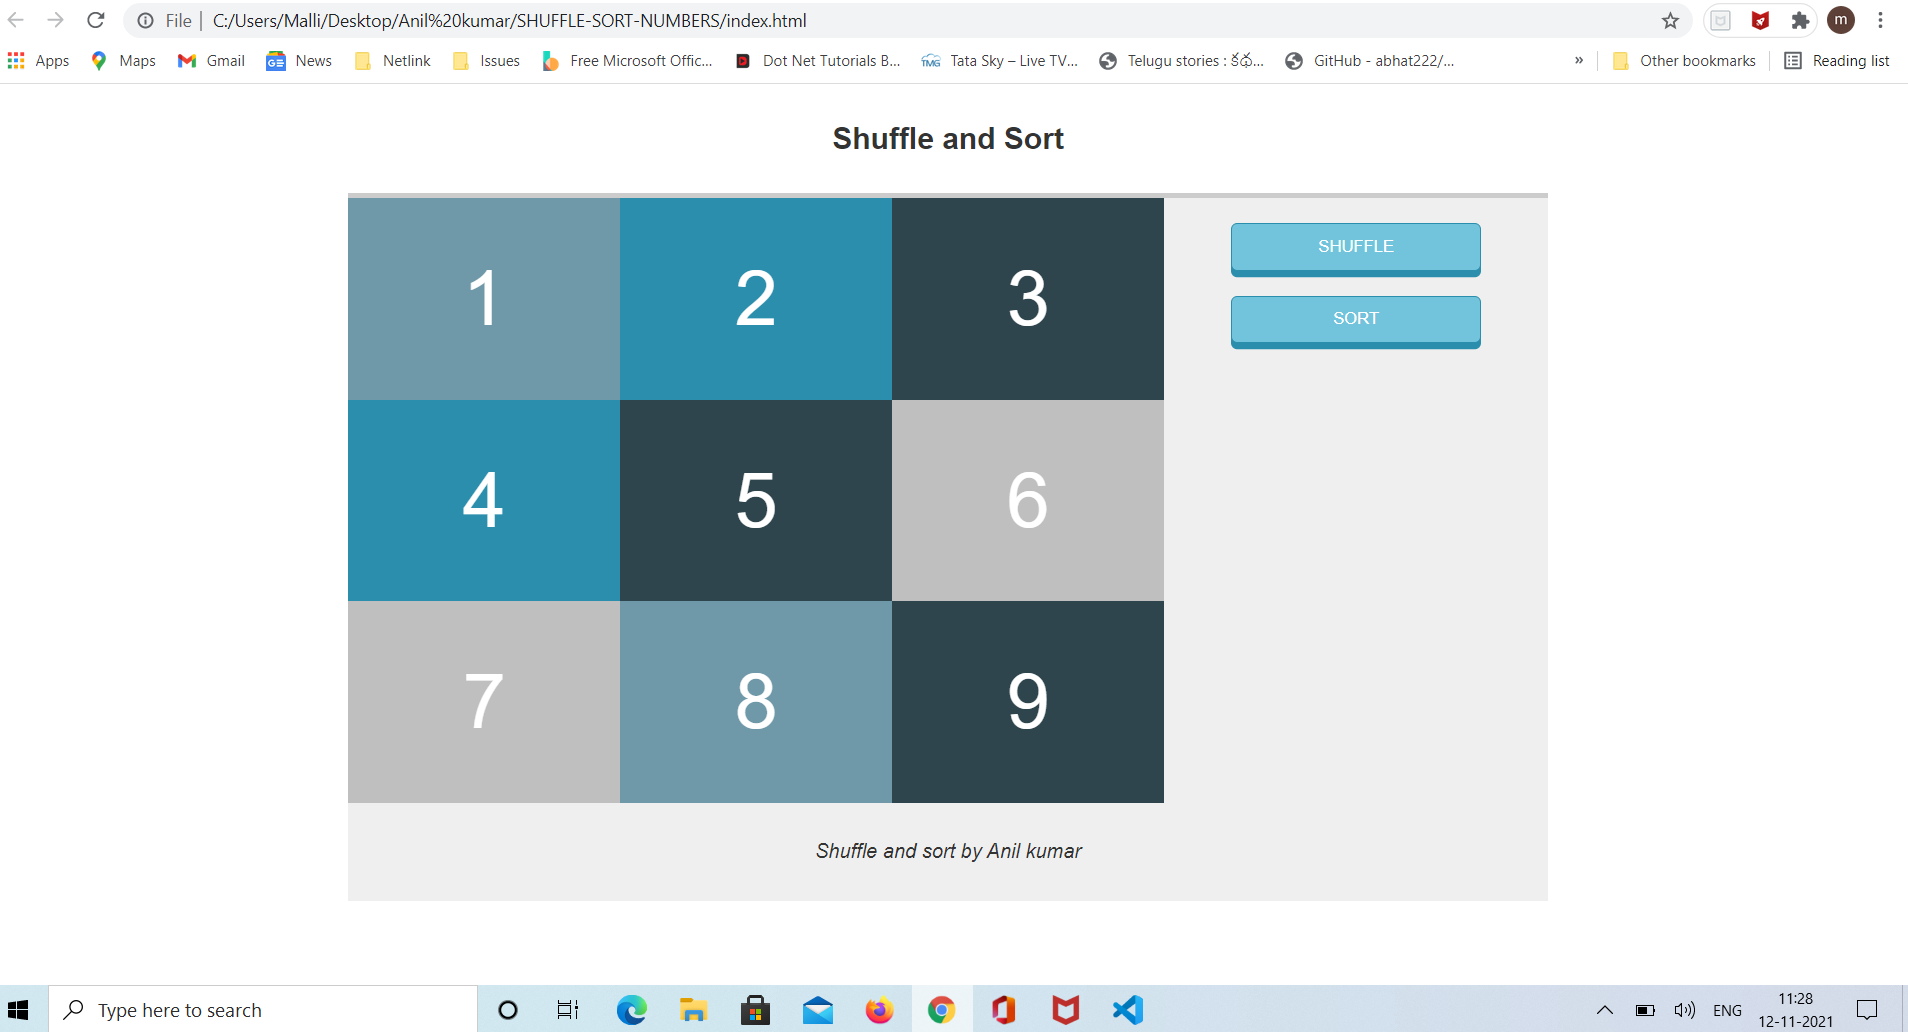 File C:/Users/Malli/Desktop/Anil%20kumar/SHUFFLE-SORT-NUMBERS/index.html m
Apps Maps Gmail GE News Netlink Issues Free Microsoft Offic... Dot Net Tutorials B... TMG Tata Sky – Live TV... Telugu stories : కథ... GitHub - abhat222/... » Other bookmarks Reading list
Shuffle and Sort
1 2 3
SHUFFLE
SORT
4 5 6
7 8 9
Shuffle and sort by Anil kumar
Type here to search
ENG
11:28
12-11-2021